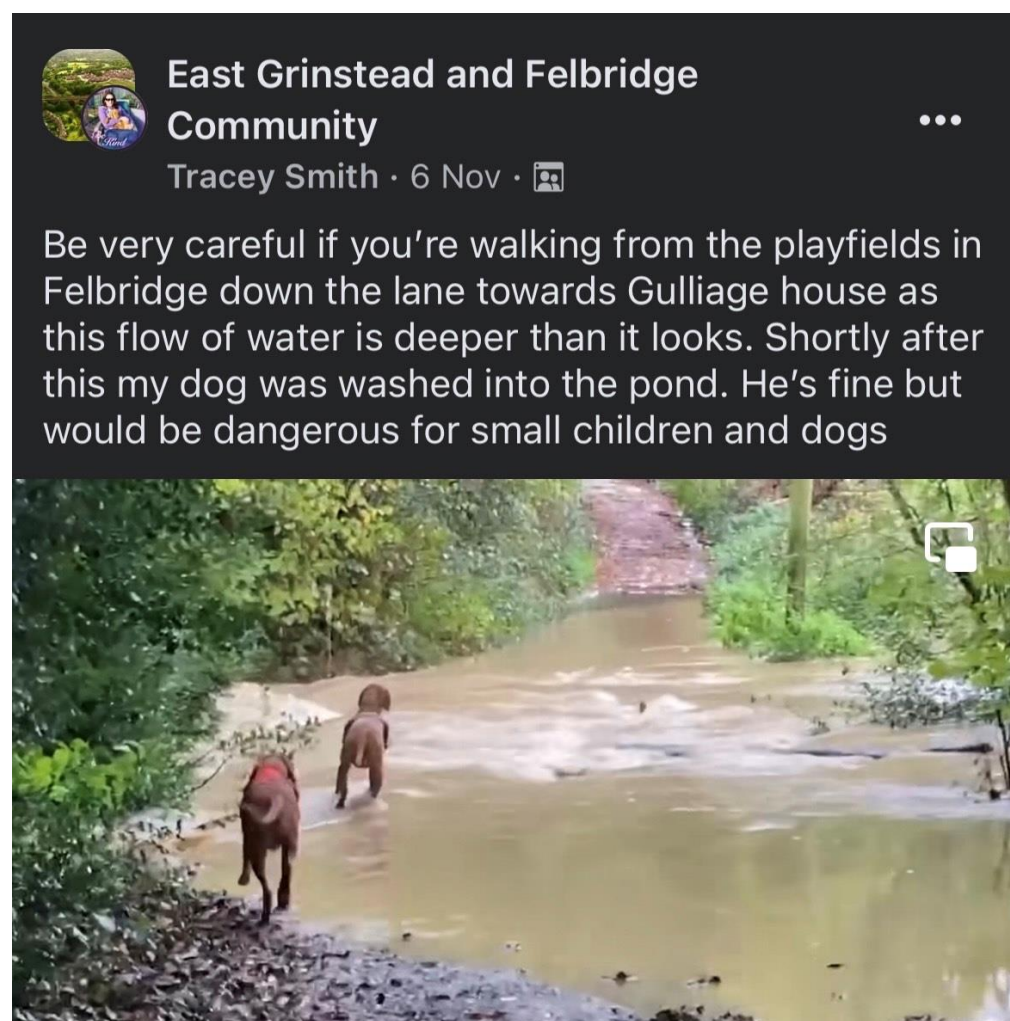 East Grinstead and Felbridge
Community
Tracey Smith · 6 Nov ·
Be very careful if you're walking from the playfields in
Felbridge down the lane towards Gulliage house as
this flow of water is deeper than it looks. Shortly after
this my dog was washed into the pond. He's fine but
would be dangerous for small children and dogs